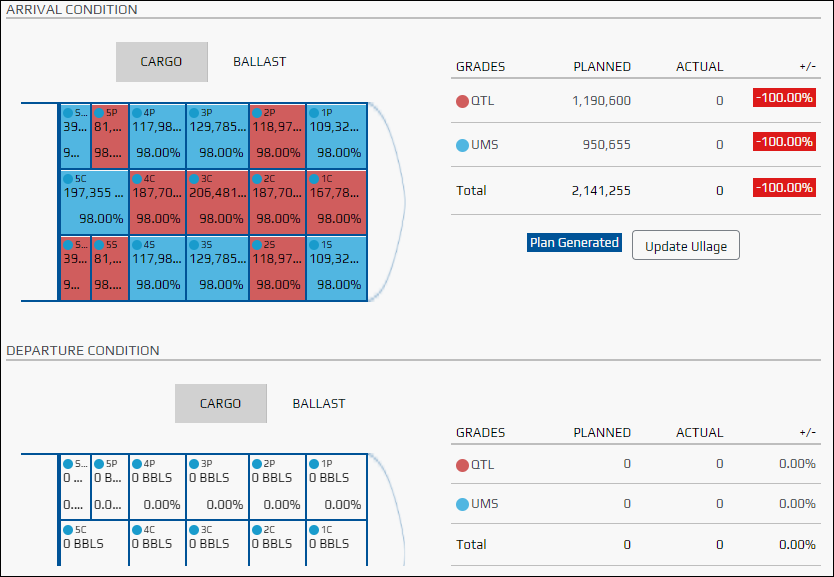 ARRIVAL CONDITION
CARGO BALLAST
GRADES PLANNED ACTUAL +/-
QTL 1,190,600 0 -100.00%
UMS 950,655 0 -100.00%
Total 2,141,255 0 -100.00%
Plan Generated Update Ullage
5... 5P 4P 3P 2P 1P
39... 81,... 117,98... 129,785... 118,97... 109,32...
9... 98.... 98.00% 98.00% 98.00% 98.00%
5C 4C 3C 2C 1C
197,355 ... 187,70... 206,481... 187,70... 167,78...
98.00% 98.00% 98.00% 98.00% 98.00%
5... 5S 4S 3S 2S 1S
39... 81,... 117,98... 129,785... 118,97... 109,32...
9... 98.... 98.00% 98.00% 98.00% 98.00%
DEPARTURE CONDITION
CARGO BALLAST
GRADES PLANNED ACTUAL +/-
QTL 0 0 0.00%
UMS 0 0 0.00%
Total 0 0 0.00%
5... 5P 4P 3P 2P 1P
0 ... 0 B... 0 BBLS 0 BBLS 0 BBLS 0 BBLS
0.... 0.0... 0.00% 0.00% 0.00% 0.00%
5C 4C 3C 2C 1C
0 BBLS 0 BBLS 0 BBLS 0 BBLS 0 BBLS